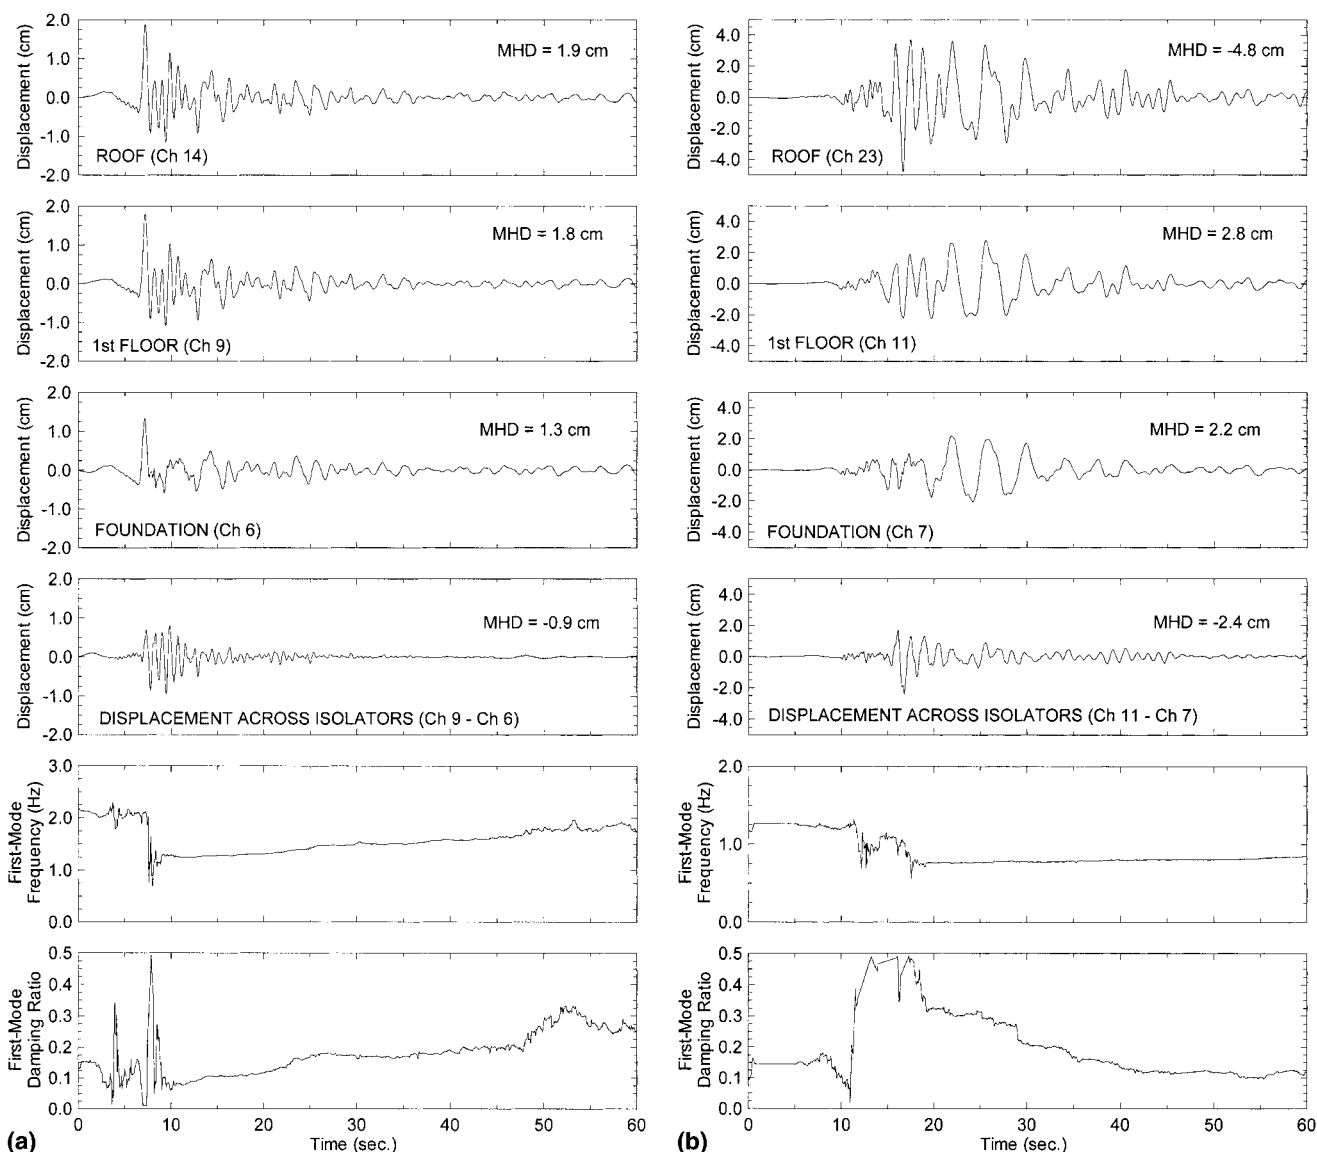 2.0
1.0
0.0
-1.0
2.0
Displacement (cm)
MHD = 1.9 cm
ROOF (Ch 14)
2.0
1.0
0.0
-1.0
-2.0
Displacement (cm)
MHD = 1.8 cm
1st FLOOR (Ch 9)
2.0
1.0
0.0
-1.0
-2.0
Displacement (cm)
MHD = 1.3 cm
FOUNDATION (Ch 6)
2.0
1.0
0.0
-1.0
-2.0
Displacement (cm)
MHD = -0.9 cm
DISPLACEMENT ACROSS ISOLATORS (Ch 9 - Ch 6)
3.0
2.0
1.0
0.0
First-Mode
Frequency (Hz)
0.5
0.4
0.3
0.2
0.1
0.0
First-Mode
Damping Ratio
0 10 20 30 40 50 60
Time (sec.)
(a)
4.0
2.0
0.0
-2.0
-4.0
Displacement (cm)
MHD = -4.8 cm
ROOF (Ch 23)
4.0
2.0
0.0
-2.0
-4.0
Displacement (cm)
MHD = 2.8 cm
1st FLOOR (Ch 11)
4.0
2.0
0.0
-2.0
-4.0
Displacement (cm)
MHD = 2.2 cm
FOUNDATION (Ch 7)
4.0
2.0
0.0
-2.0
-4.0
Displacement (cm)
MHD = -2.4 cm
DISPLACEMENT ACROSS ISOLATORS (Ch 11 - Ch 7)
2.0
1.0
0.0
First-Mode
Frequency (Hz)
0.5
0.4
0.3
0.2
0.1
0.0
First-Mode
Damping Ratio
0 10 20 30 40 50 60
Time (sec.)
(b)